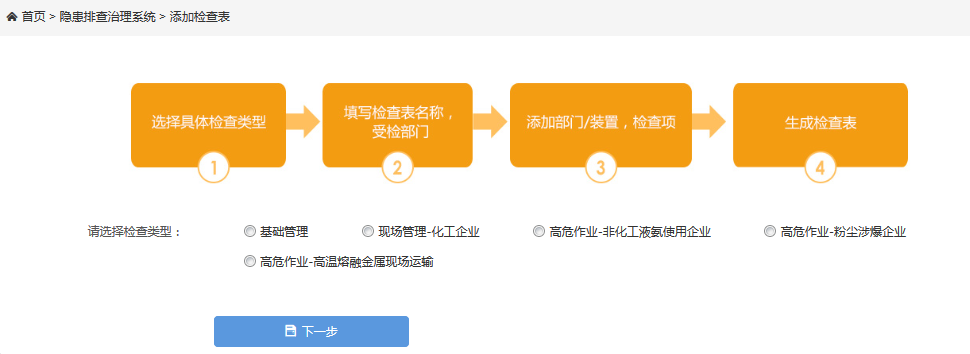 首页 > 隐患排查治理系统 > 添加检查表
选择具体检查类型
1
填写检查表名称，
受检部门
2
添加部门/装置，检查项
3
生成检查表
4
请选择检查类型：
基础管理
现场管理-化工企业
高危作业-非化工液氨使用企业
高危作业-粉尘涉爆企业
高危作业-高温熔融金属现场运输
下一步